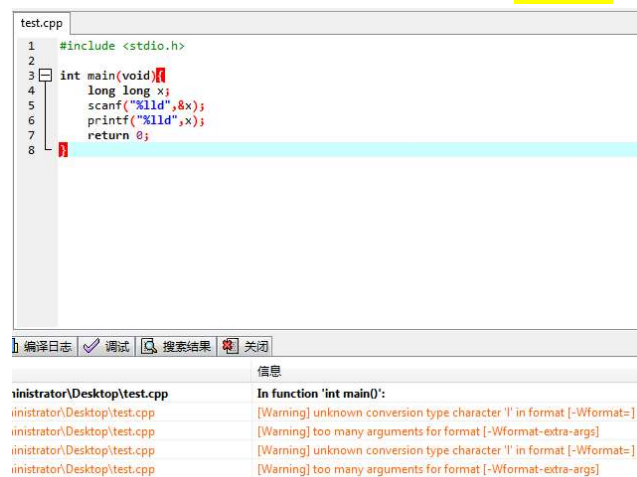 test.cpp
1 #include <stdio.h>
2
3 int main(void){
4 long long x;
5 scanf("%lld",&x);
6 printf("%lld",x);
7 return 0;
8 }
编译日志 调试 搜索结果 关闭
信息
inistrator\Desktop\test.cpp In function 'int main()':
inistrator\Desktop\test.cpp [Warning] unknown conversion type character 'l' in format [-Wformat=]
inistrator\Desktop\test.cpp [Warning] too many arguments for format [-Wformat-extra-args]
inistrator\Desktop\test.cpp [Warning] unknown conversion type character 'l' in format [-Wformat=]
inistrator\Desktop\test.cpp [Warning] too many arguments for format [-Wformat-extra-args]